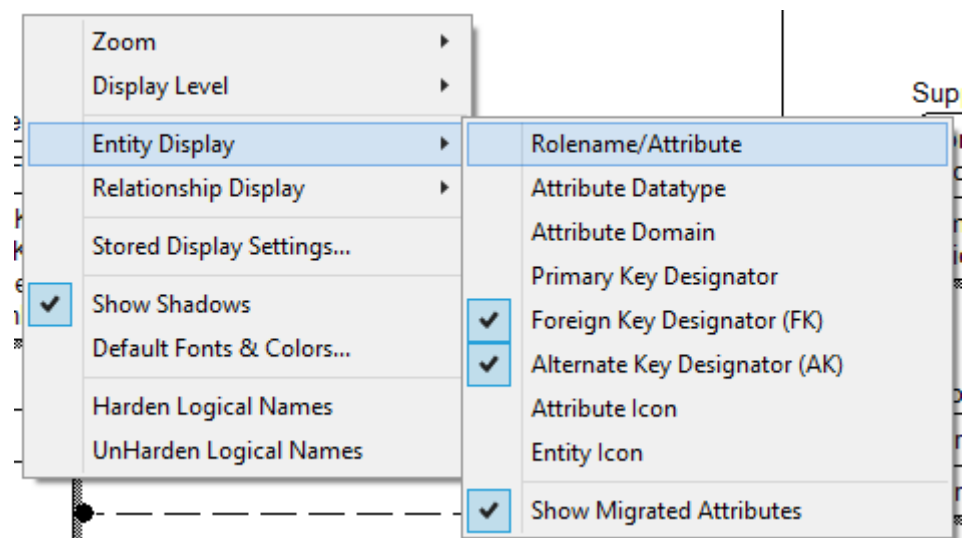 Zoom
Display Level
Entity Display
Relationship Display
Stored Display Settings...
Show Shadows
Default Fonts & Colors...
Harden Logical Names
UnHarden Logical Names
Rolename/Attribute
Attribute Datatype
Attribute Domain
Primary Key Designator
Foreign Key Designator (FK)
Alternate Key Designator (AK)
Attribute Icon
Entity Icon
Show Migrated Attributes
Sup